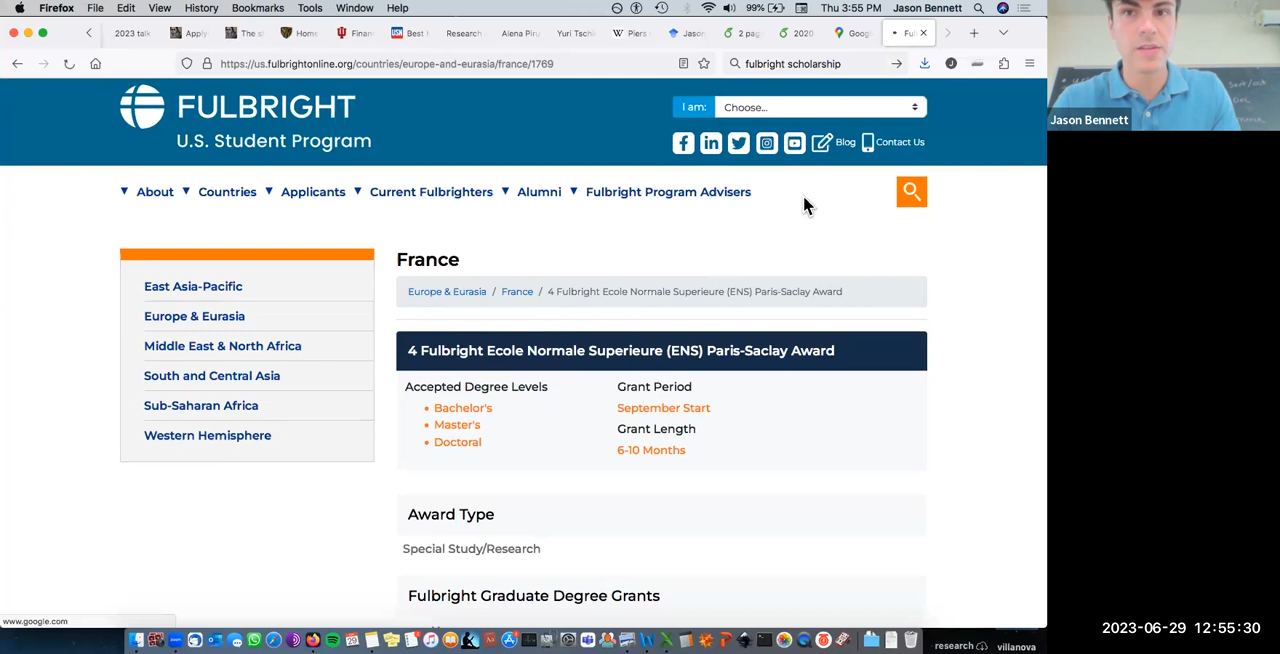 Firefox File Edit View History Bookmarks Tools Window Help 99% Thu 3:55 PM Jason Bennett
2023 talk Apply The s Home Finan Best Research Alena Piru Yuri Tsch Piers Jason 2 pag 2020 Goog Ful
https://us.fulbrightonline.org/countries/europe-and-eurasia/france/1769 fulbright scholarship
FULBRIGHT
U.S. Student Program
I am: Choose...
Blog Contact Us
About Countries Applicants Current Fulbrighters Alumni Fulbright Program Advisers
East Asia-Pacific
Europe & Eurasia
Middle East & North Africa
South and Central Asia
Sub-Saharan Africa
Western Hemisphere
France
Europe & Eurasia / France / 4 Fulbright Ecole Normale Superieure (ENS) Paris-Saclay Award
4 Fulbright Ecole Normale Superieure (ENS) Paris-Saclay Award
Accepted Degree Levels
Bachelor's
Master's
Doctoral
Grant Period
September Start
Grant Length
6-10 Months
Award Type
Special Study/Research
Fulbright Graduate Degree Grants
www.google.com
Jason Bennett
2023-06-29 12:55:30
research villanova